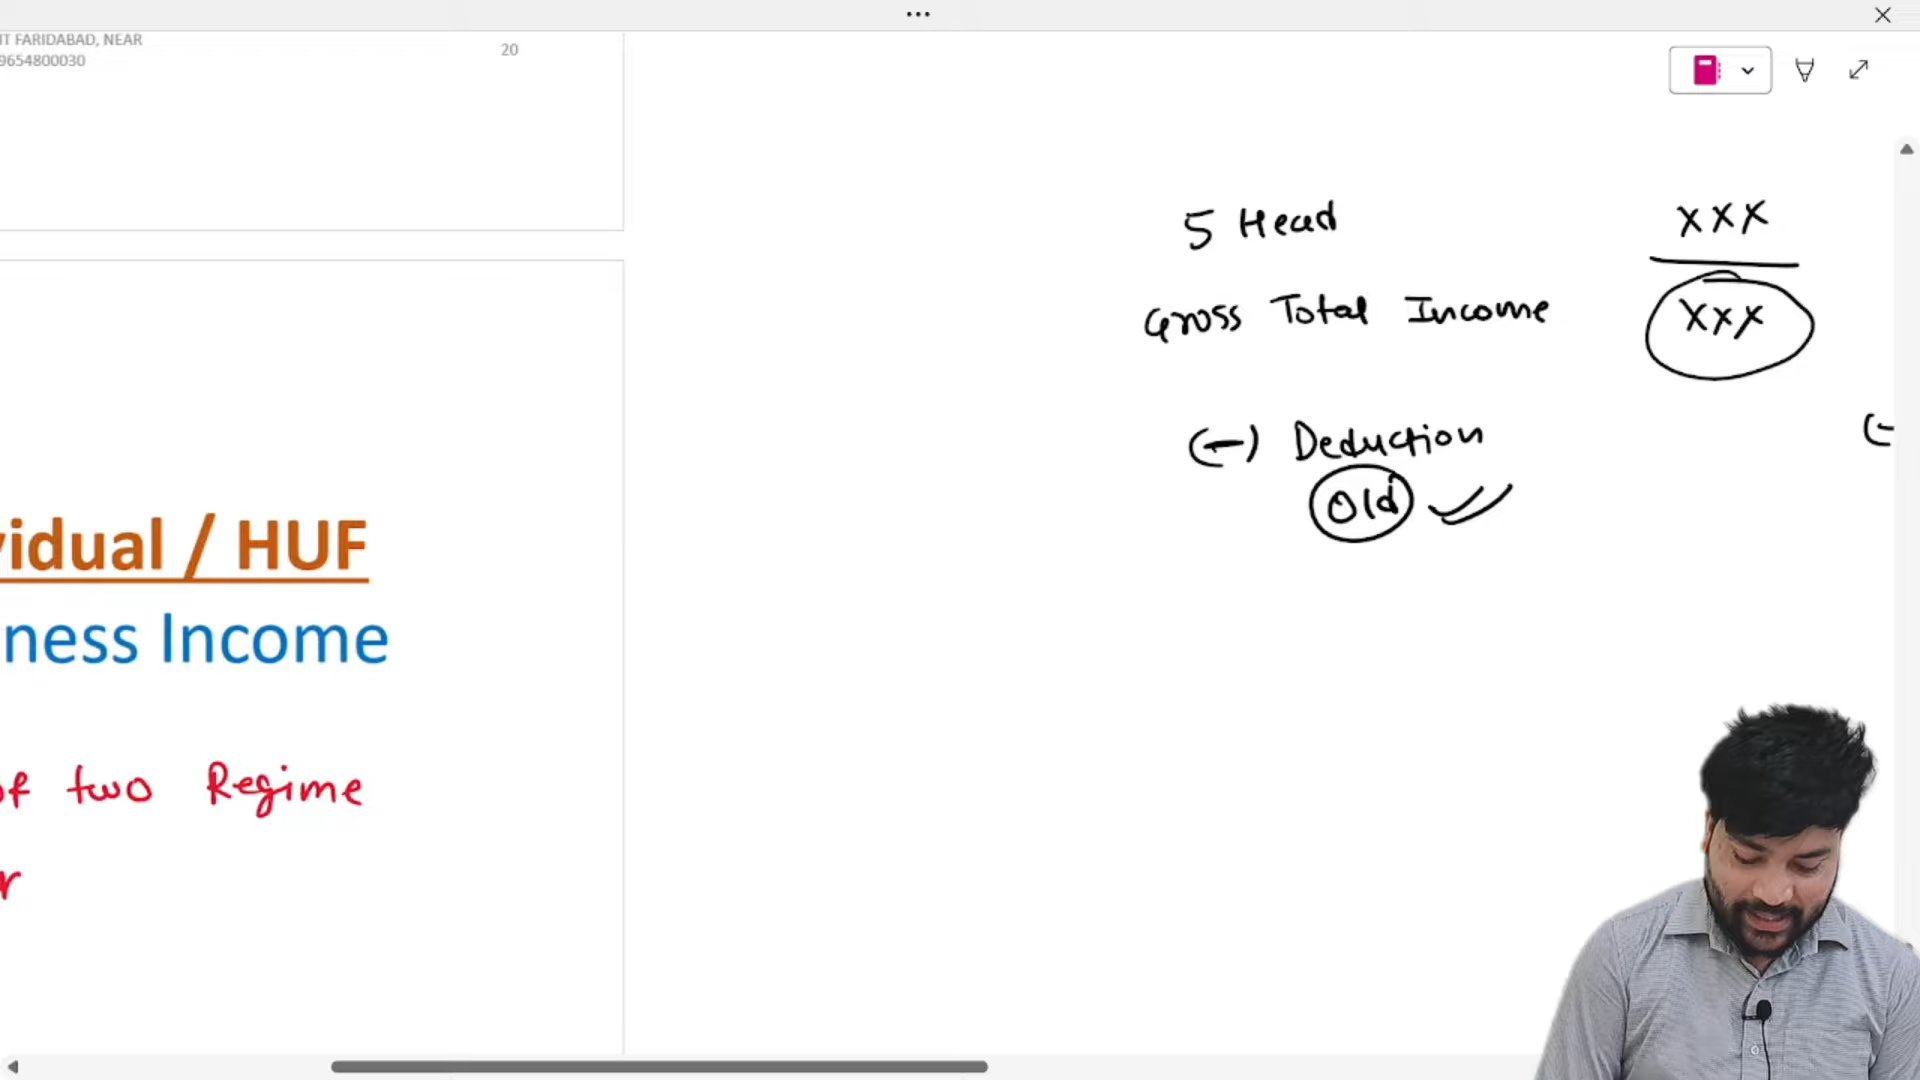 IT FARIDABAD, NEAR
9654800030
20
5 Head XXX
Gross Total Income XXX
(-) Deduction (-
Old
vidual / HUF
ness Income
of two Regime
r